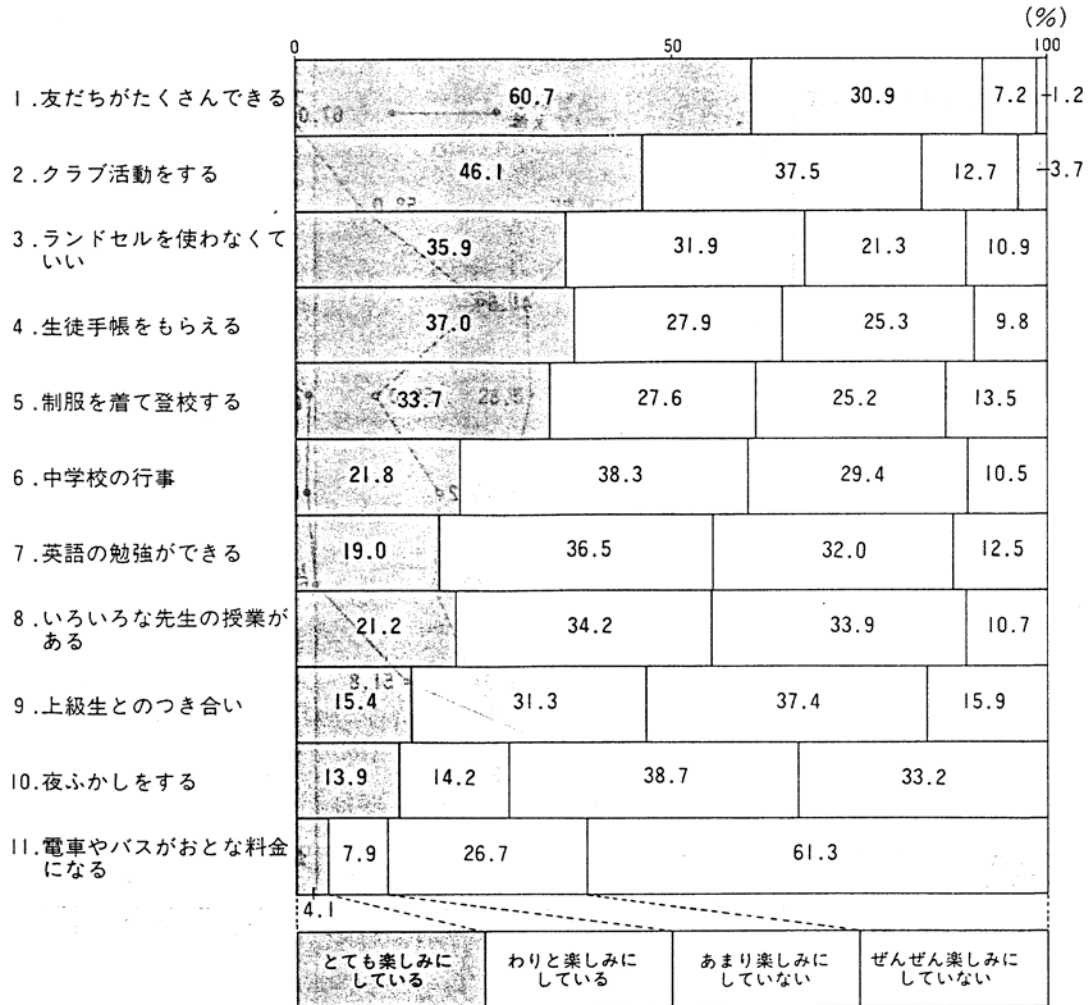 (%)
0 50 100
1.友だちがたくさんできる 60.7 30.9 7.2 1.2
2.クラブ活動をする 46.1 37.5 12.7 3.7
3.ランドセルを使わなくて
いい 35.9 31.9 21.3 10.9
4.生徒手帳をもらえる 37.0 27.9 25.3 9.8
5.制服を着て登校する 33.7 27.6 25.2 13.5
6.中学校の行事 21.8 38.3 29.4 10.5
7.英語の勉強ができる 19.0 36.5 32.0 12.5
8.いろいろな先生の授業が
ある 21.2 34.2 33.9 10.7
9.上級生とのつき合い 15.4 31.3 37.4 15.9
10.夜ふかしをする 13.9 14.2 38.7 33.2
11.電車やバスがおとな料金
になる 7.9 26.7 61.3
4.1
とても楽しみに
している
わりと楽しみに
している
あまり楽しみに
していない
ぜんぜん楽しみに
していない